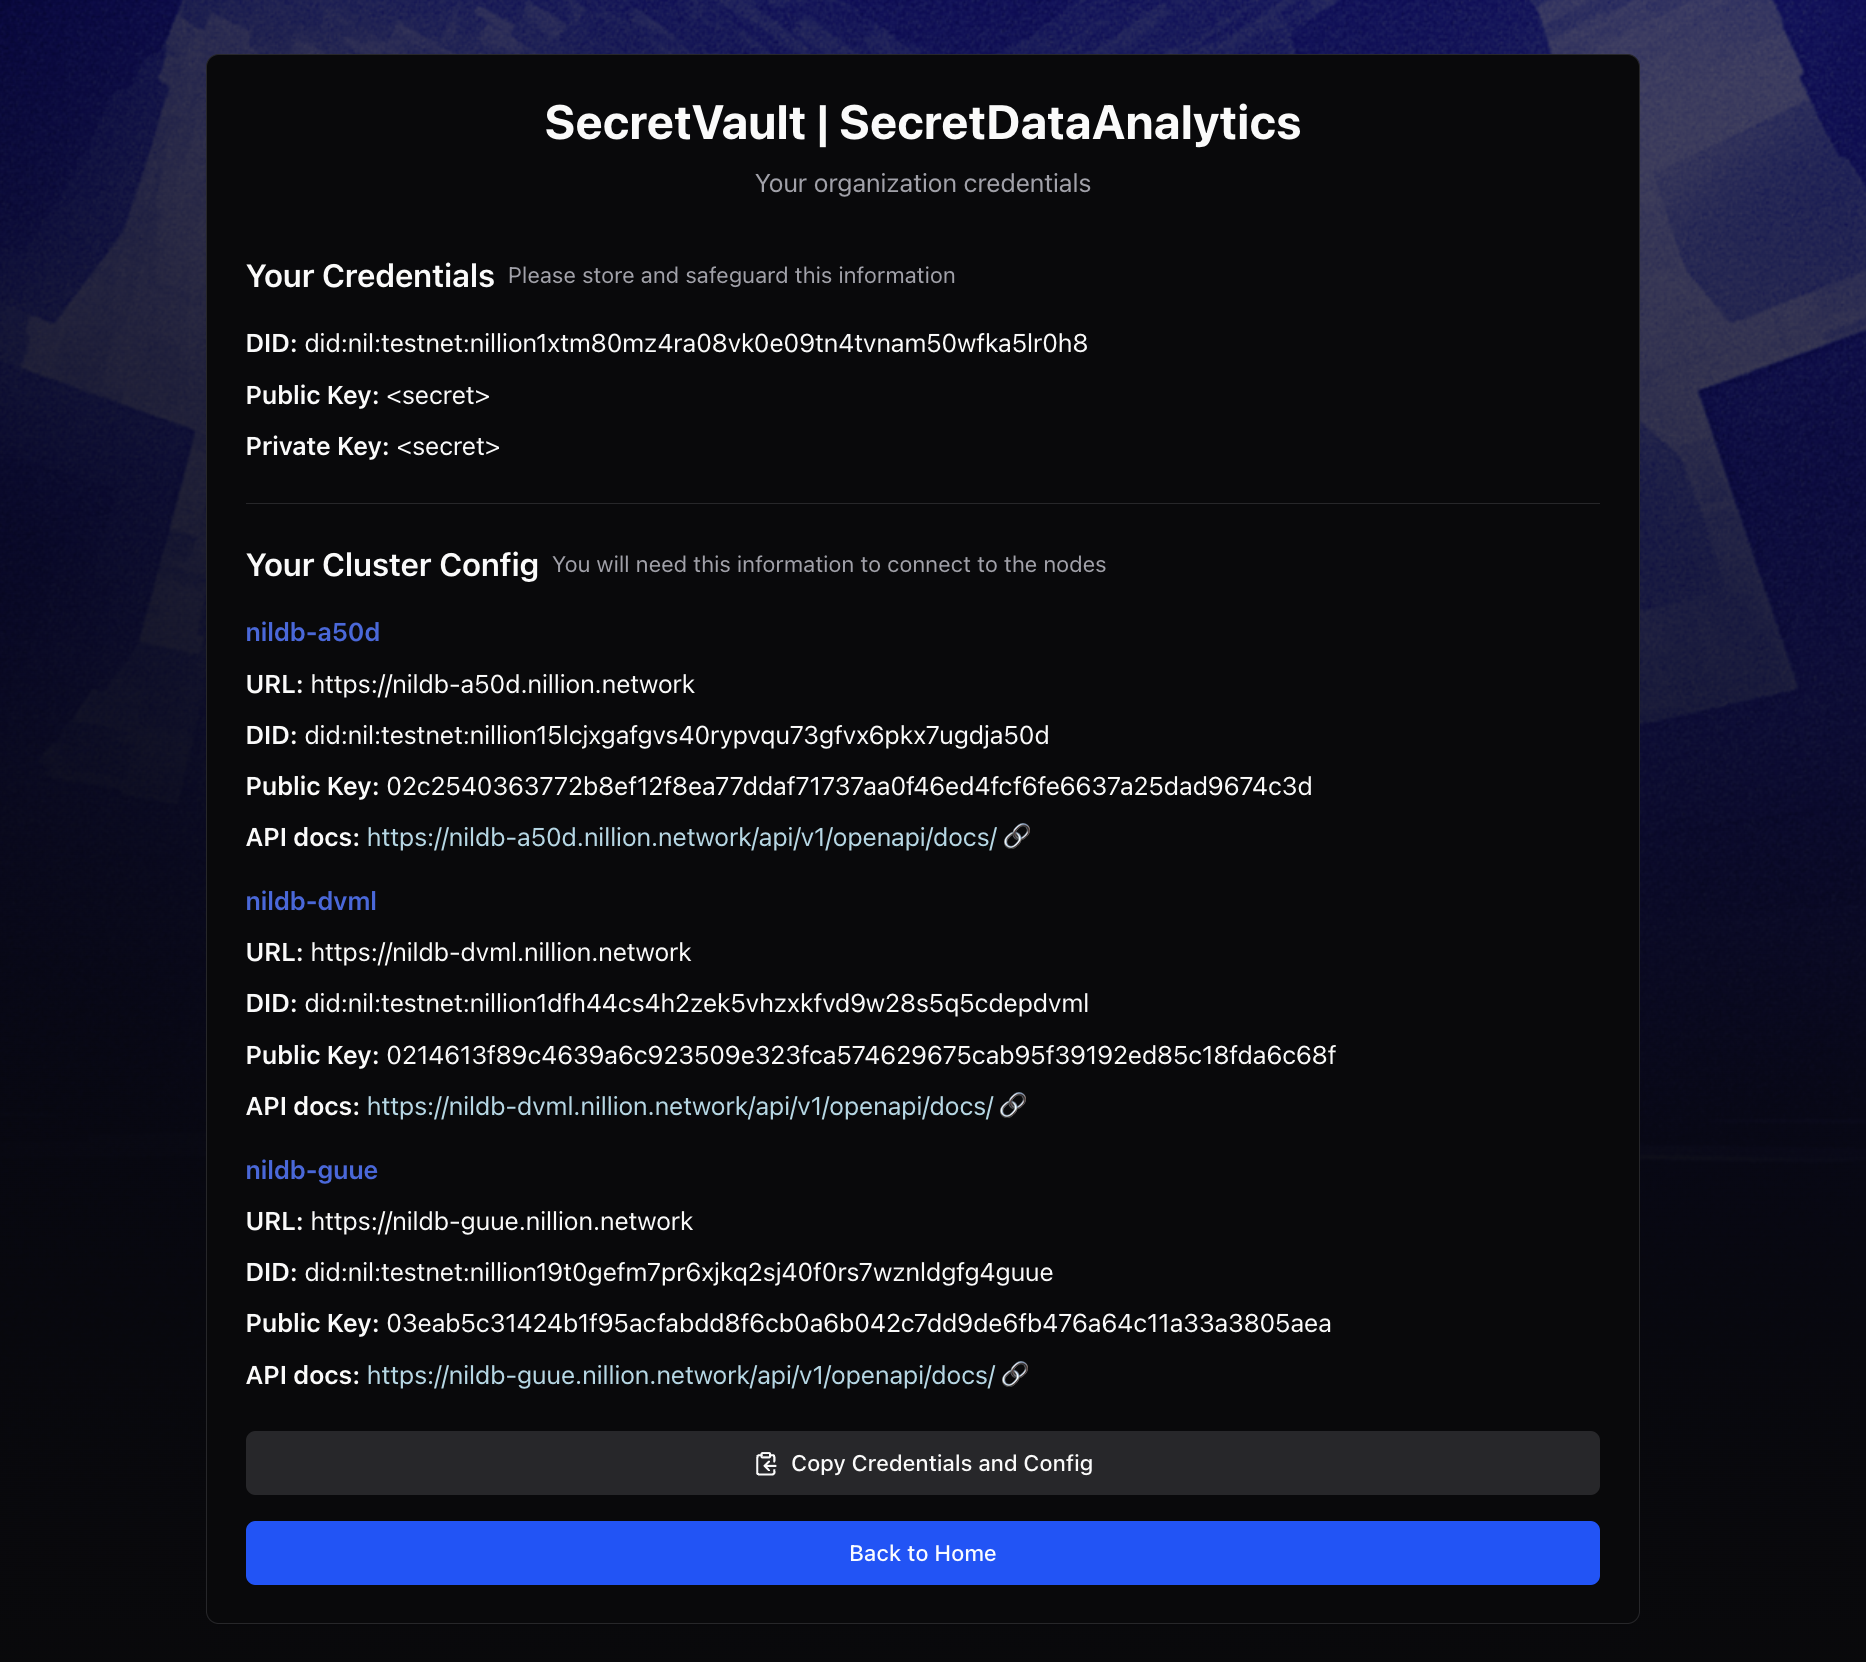 SecretVault | SecretDataAnalytics
Your organization credentials
Your Credentials Please store and safeguard this information
DID: did:nil:testnet:nillion1xtm80mz4ra08vk0e09tn4tvnam50wfka5lr0h8
Public Key: <secret>
Private Key: <secret>
Your Cluster Config You will need this information to connect to the nodes
nildb-a50d
URL: https://nildb-a50d.nillion.network
DID: did:nil:testnet:nillion15lcjxgafgvs40rypvqu73gfvx6pkx7ugdja50d
Public Key: 02c2540363772b8ef12f8ea77ddaf71737aa0f46ed4fcf6fe6637a25dad9674c3d
API docs: https://nildb-a50d.nillion.network/api/v1/openapi/docs/
nildb-dvml
URL: https://nildb-dvml.nillion.network
DID: did:nil:testnet:nillion1dfh44cs4h2zek5vhzxkfvd9w28s5q5cdepdvml
Public Key: 0214613f89c4639a6c923509e323fca574629675cab95f39192ed85c18fda6c68f
API docs: https://nildb-dvml.nillion.network/api/v1/openapi/docs/
nildb-guue
URL: https://nildb-guue.nillion.network
DID: did:nil:testnet:nillion19t0gefm7pr6xjkq2sj40f0rs7wznldgfg4guue
Public Key: 03eab5c31424b1f95acfabdd8f6cb0a6b042c7dd9de6fb476a64c11a33a3805aea
API docs: https://nildb-guue.nillion.network/api/v1/openapi/docs/
Copy Credentials and Config
Back to Home